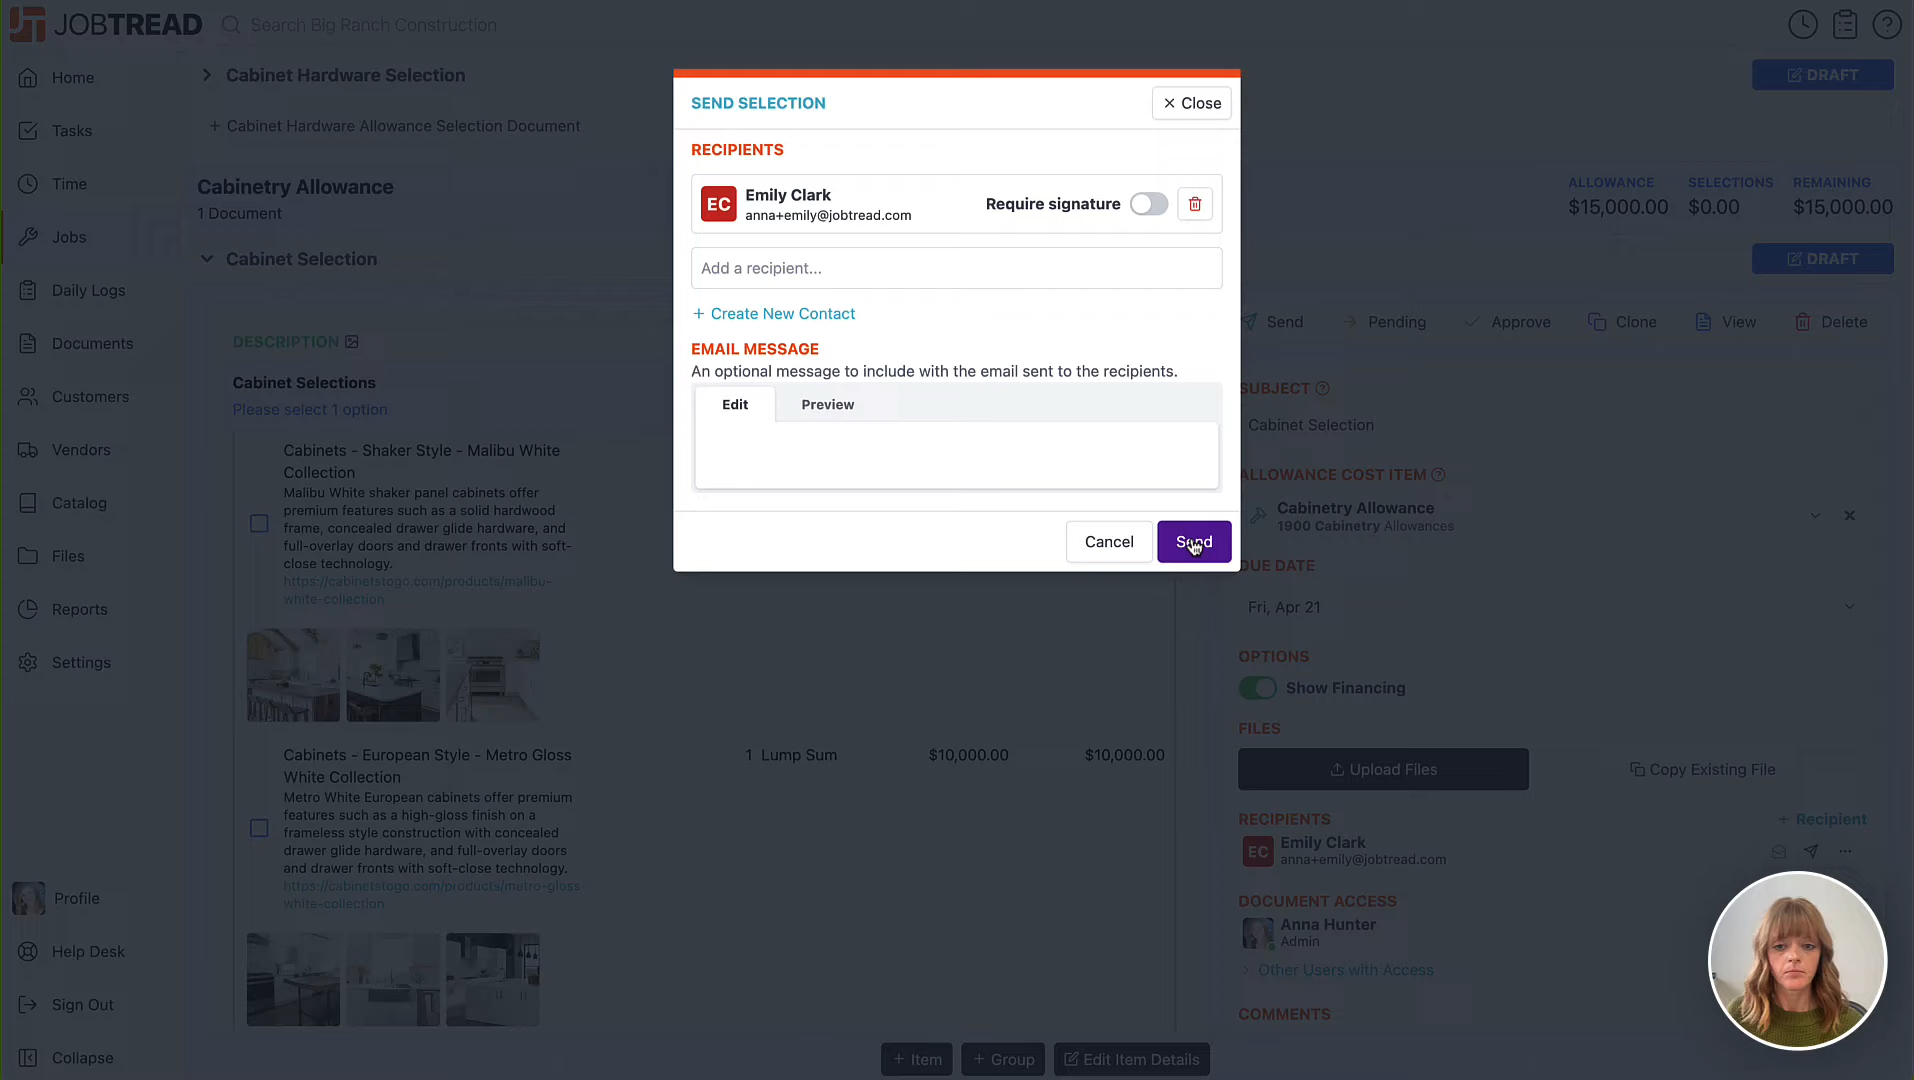 JOBTREAD
Search Big Ranch Construction
Home
Tasks
Time
Jobs
Daily Logs
Documents
Customers
Vendors
Catalog
Files
Reports
Settings
Profile
Help Desk
Sign Out
Collapse
Cabinet Hardware Selection
DRAFT
+ Cabinet Hardware Allowance Selection Document
Cabinetry Allowance
1 Document
ALLOWANCE
$15,000.00
SELECTIONS
$0.00
REMAINING
$15,000.00
Cabinet Selection
DRAFT
DESCRIPTION
Cabinet Selections
Please select 1 option
Cabinets - Shaker Style - Malibu White
Collection
Malibu White shaker panel cabinets offer
premium features such as a solid hardwood
frame, concealed drawer glide hardware, and
full-overlay doors and drawer fronts with soft-
close technology.
https://cabinetstogo.com/products/malibu-
white-collection
Cabinets - European Style - Metro Gloss
White Collection
1 Lump Sum
$10,000.00
$10,000.00
Metro White European cabinets offer premium
features such as a high-gloss finish on a
frameless style construction with concealed
drawer glide hardware, and full-overlay doors
and drawer fronts with soft-close technology.
https://cabinetstogo.com/products/metro-gloss
white-collection
+ Item
+ Group
Edit Item Details
SEND SELECTION
Close
RECIPIENTS
EC
Emily Clark
anna+emily@jobtread.com
Require signature
Add a recipient...
+ Create New Contact
EMAIL MESSAGE
An optional message to include with the email sent to the recipients.
Edit
Preview
Cancel
Send
Send
Pending
Approve
Clone
View
Delete
SUBJECT
Cabinet Selection
ALLOWANCE COST ITEM
Cabinetry Allowance
1900 Cabinetry Allowances
DUE DATE
Fri, Apr 21
OPTIONS
Show Financing
FILES
Upload Files
Copy Existing File
RECIPIENTS
+ Recipient
EC
Emily Clark
anna+emily@jobtread.com
DOCUMENT ACCESS
Anna Hunter
Admin
Other Users with Access
COMMENTS